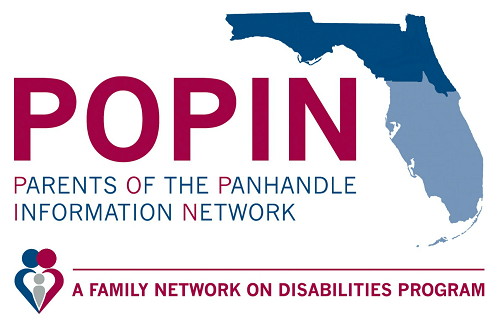 POPIN
PARENTS OF THE PANHANDLE
INFORMATION NETWORK
A FAMILY NETWORK ON DISABILITIES PROGRAM